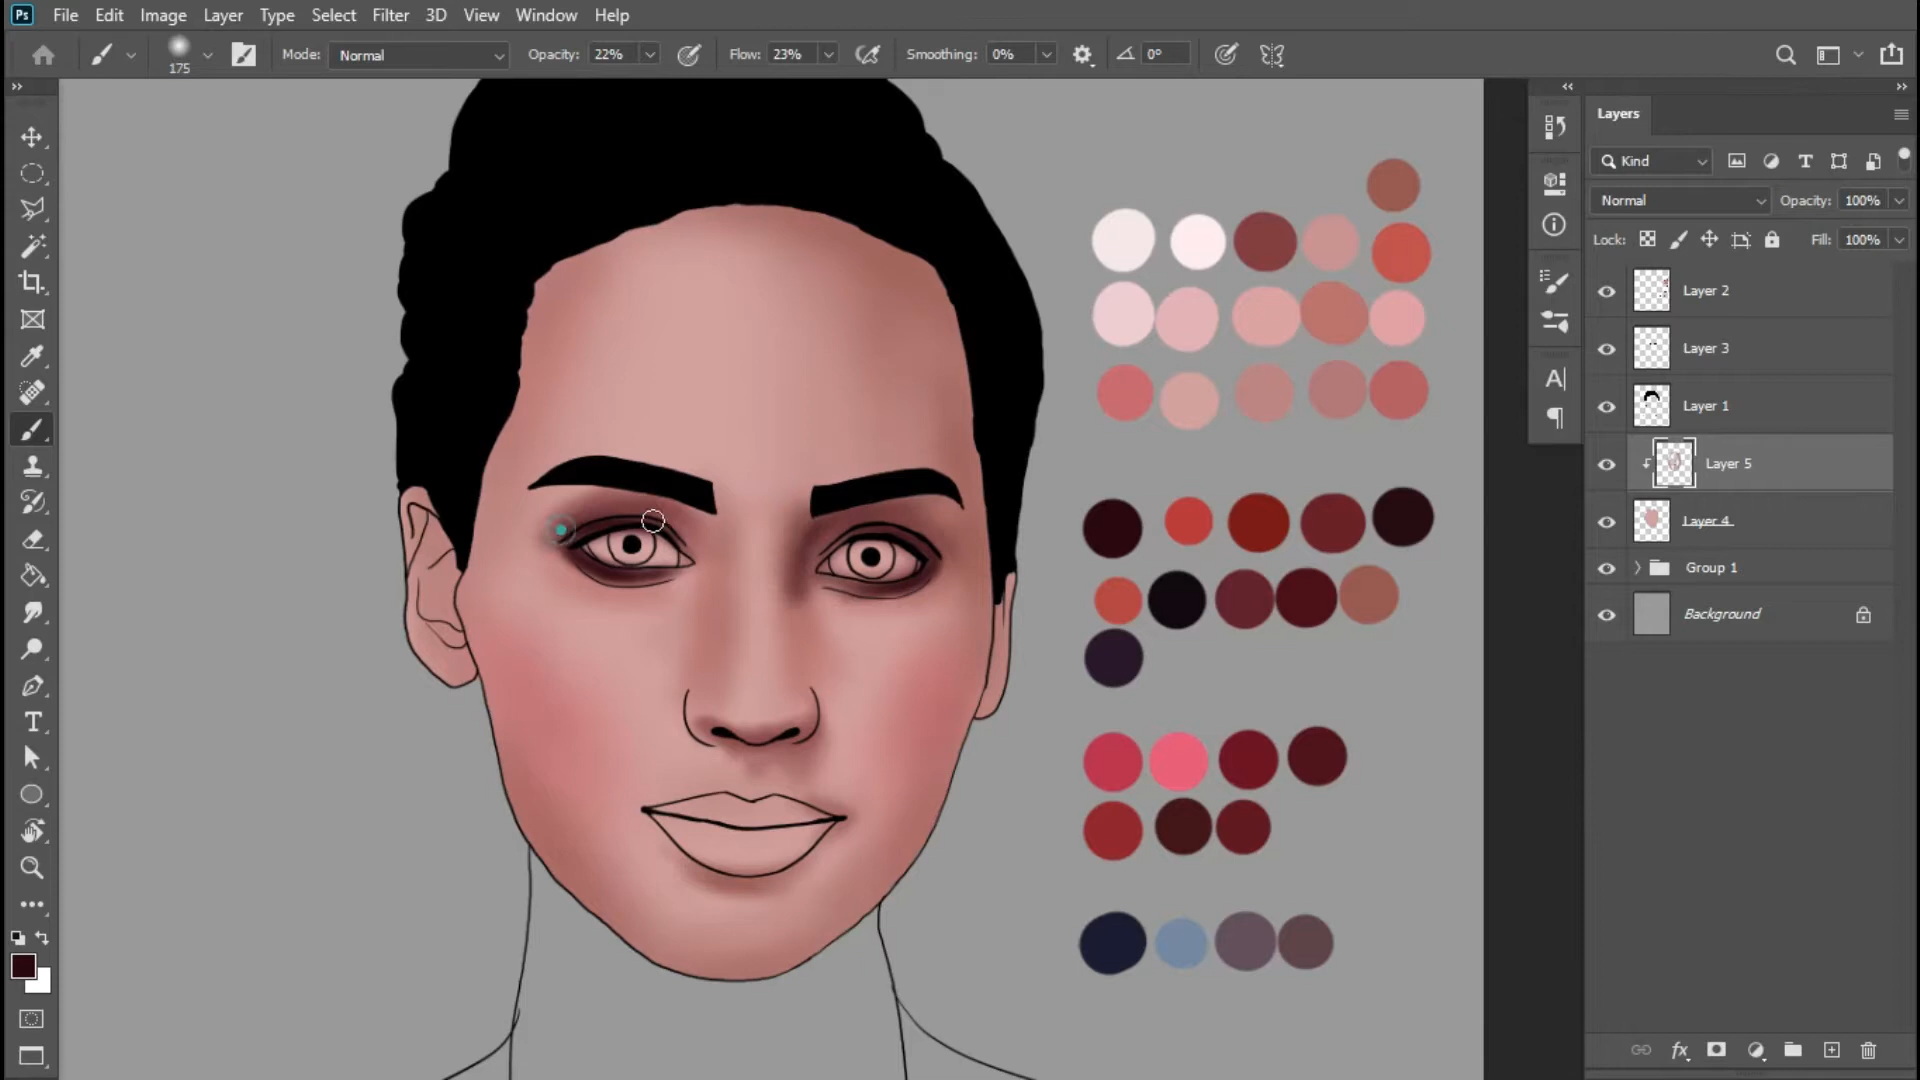 Ps File Edit Image Layer Type Select Filter 3D View Window Help
175 Mode: Normal Opacity: 22% Flow: 23% Smoothing: 0% 0°
Layers
Kind
Normal Opacity: 100%
Lock: Fill: 100%
Layer 2
Layer 3
Layer 1
Layer 5
Layer 4
Group 1
Background